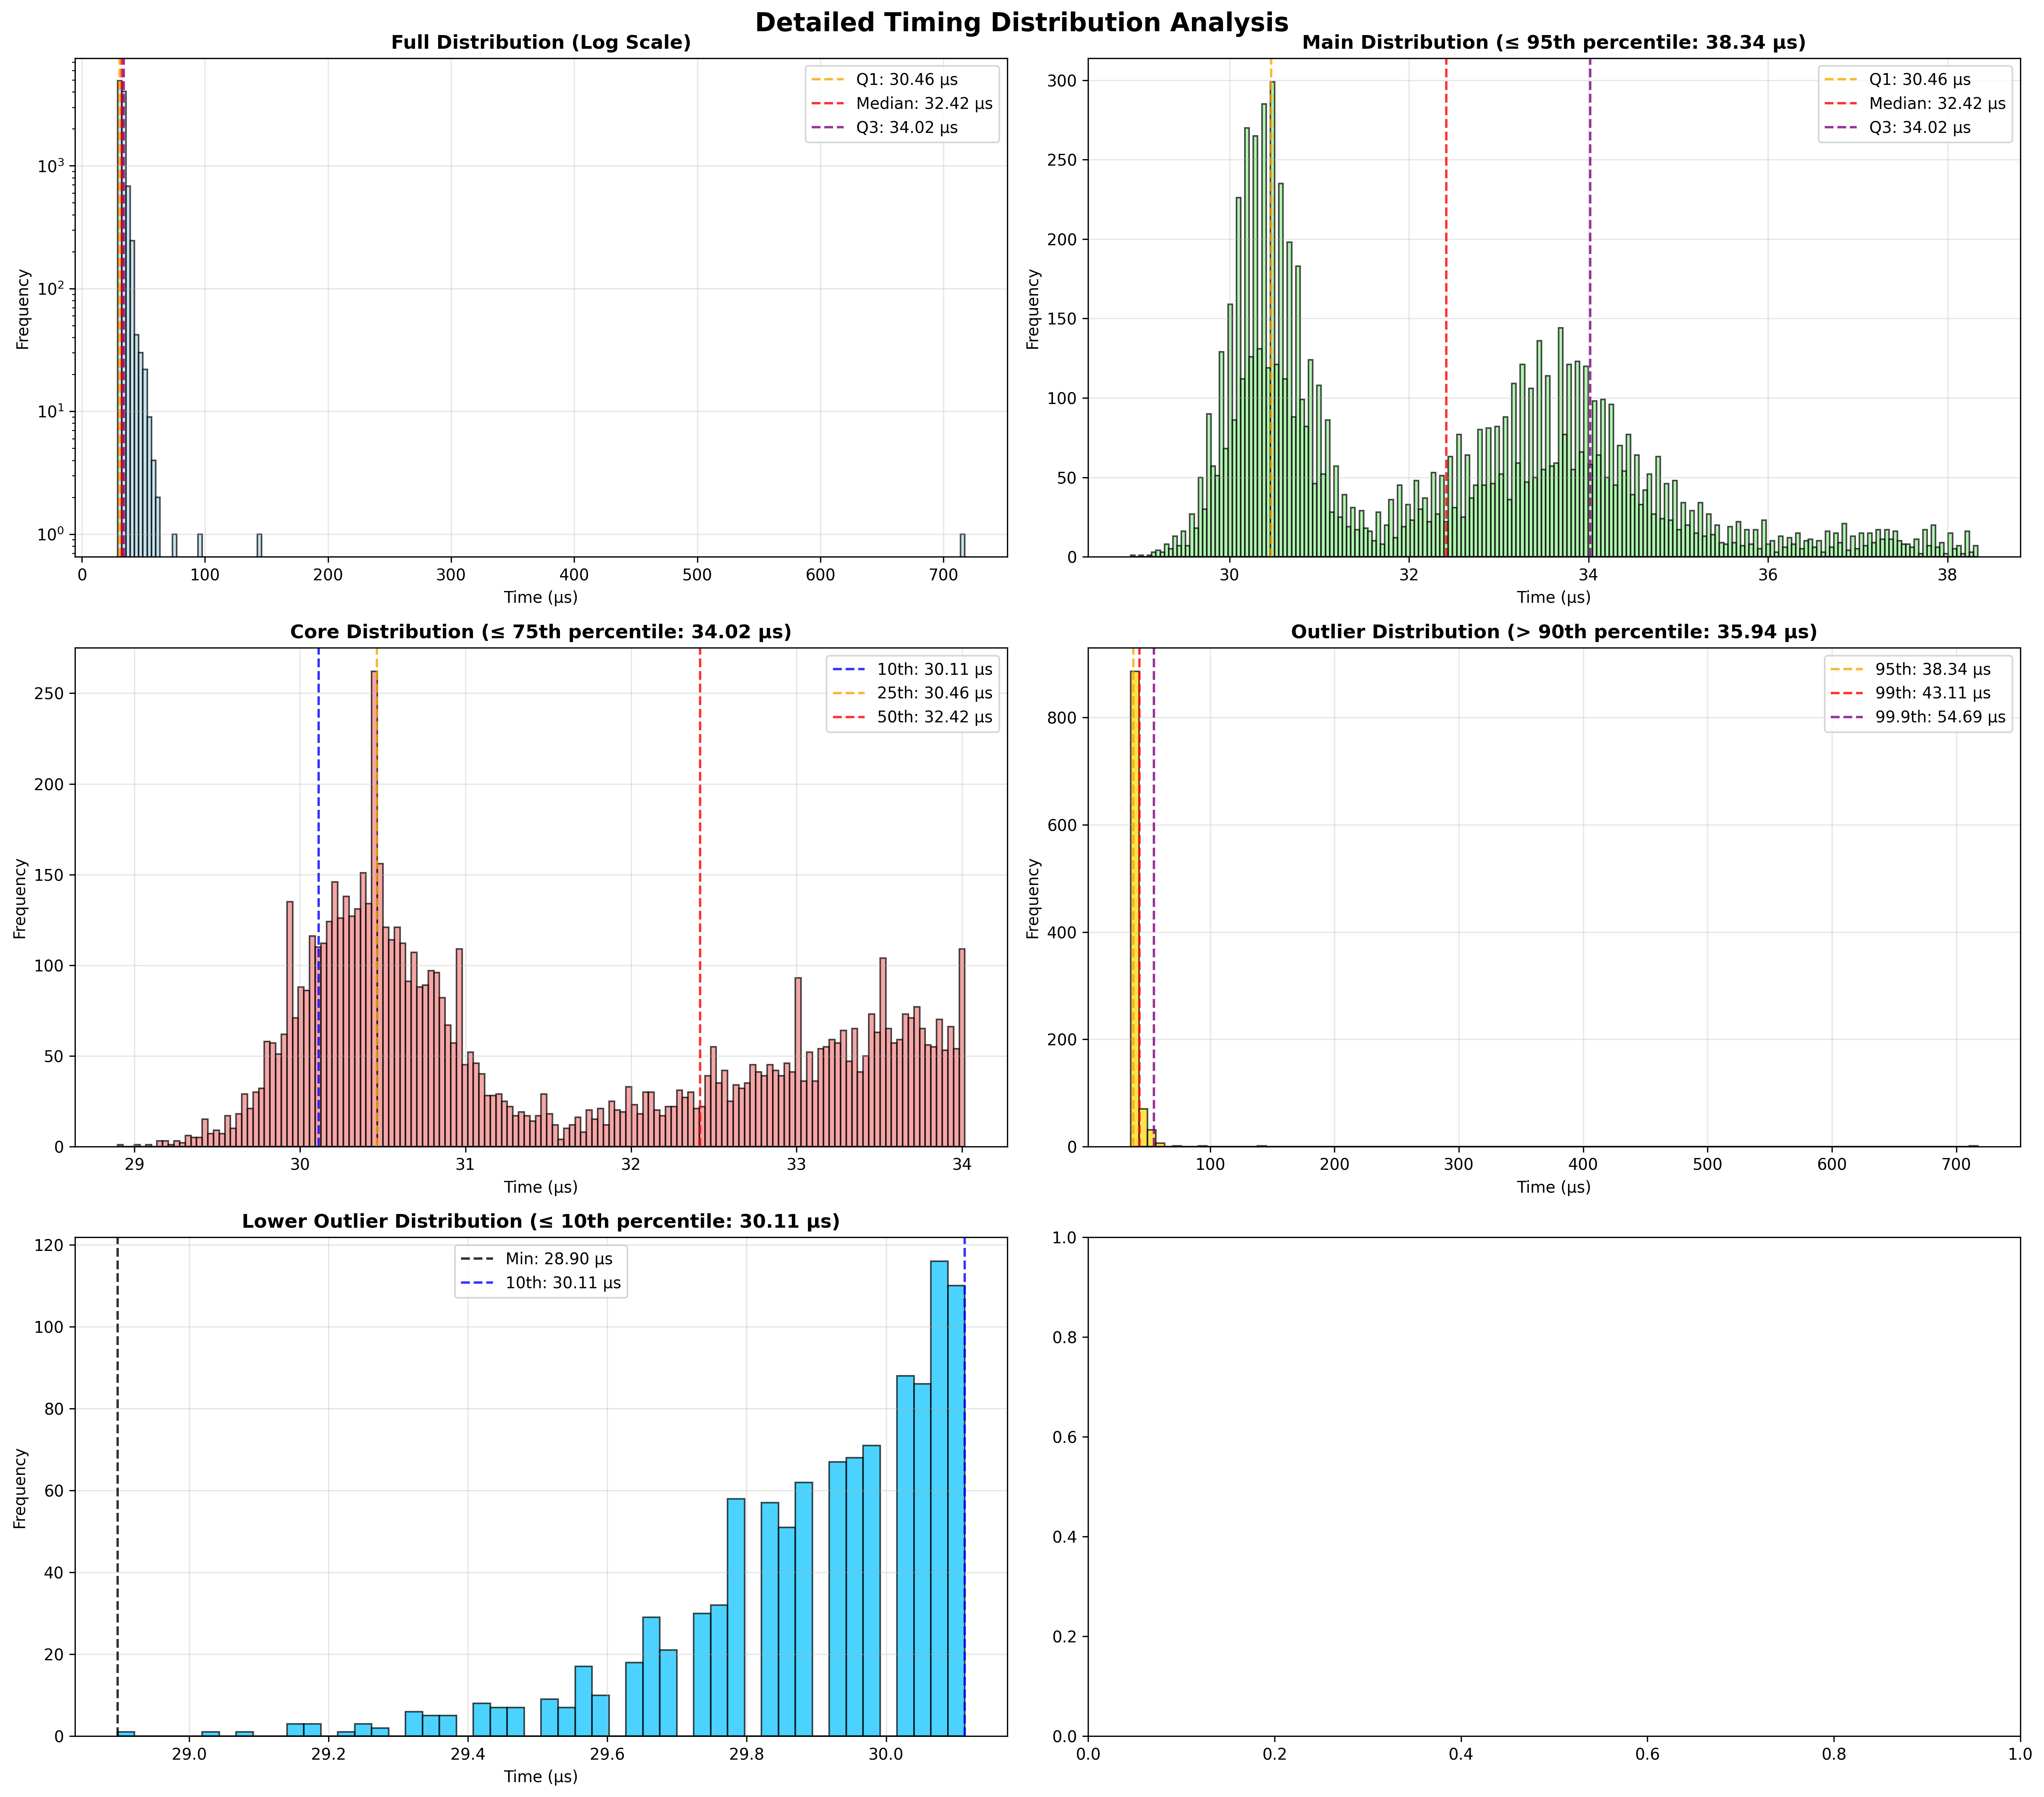 Detailed Timing Distribution Analysis
Full Distribution (Log Scale)
Frequency
10³
10²
10¹
10⁰
Q1: 30.46 µs
Median: 32.42 µs
Q3: 34.02 µs
0 100 200 300 400 500 600 700
Time (µs)
Main Distribution (≤ 95th percentile: 38.34 µs)
Frequency
300
250
200
150
100
50
0
Q1: 30.46 µs
Median: 32.42 µs
Q3: 34.02 µs
30 32 34 36 38
Time (µs)
Core Distribution (≤ 75th percentile: 34.02 µs)
Frequency
250
200
150
100
50
0
10th: 30.11 µs
25th: 30.46 µs
50th: 32.42 µs
29 30 31 32 33 34
Time (µs)
Outlier Distribution (> 90th percentile: 35.94 µs)
Frequency
800
600
400
200
0
95th: 38.34 µs
99th: 43.11 µs
99.9th: 54.69 µs
100 200 300 400 500 600 700
Time (µs)
Lower Outlier Distribution (≤ 10th percentile: 30.11 µs)
Frequency
120
100
80
60
40
20
0
Min: 28.90 µs
10th: 30.11 µs
29.0 29.2 29.4 29.6 29.8 30.0
Time (µs)
1.0
0.8
0.6
0.4
0.2
0.0
0.0 0.2 0.4 0.6 0.8 1.0